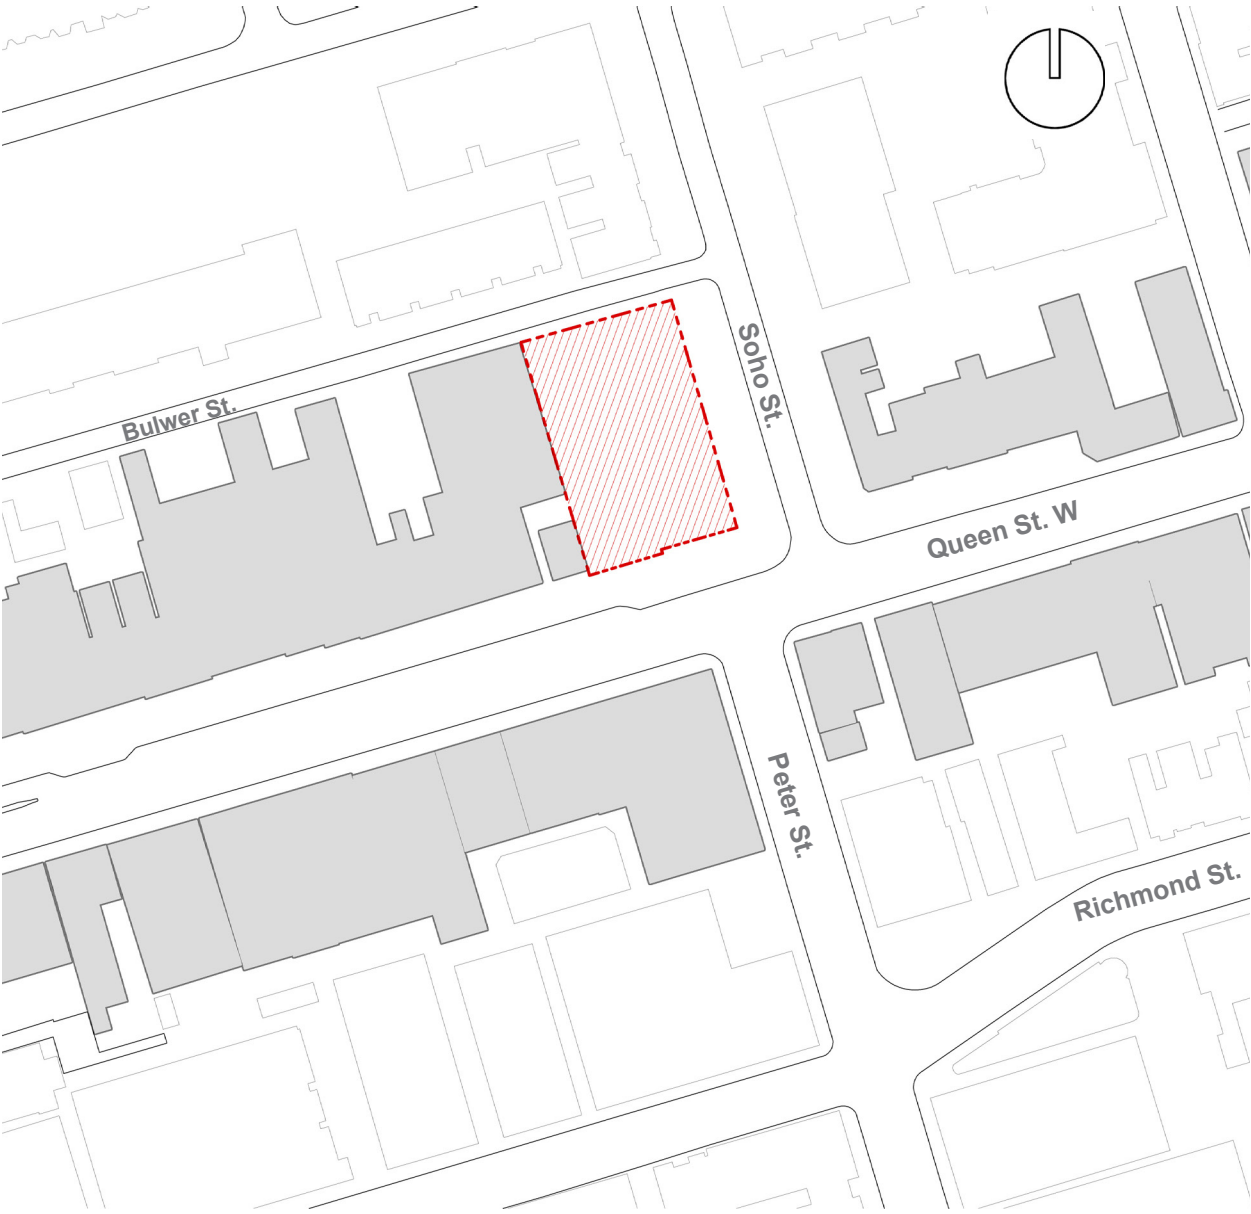 Soho St.
Bulwer St.
Queen St. W
Peter St.
Richmond St.